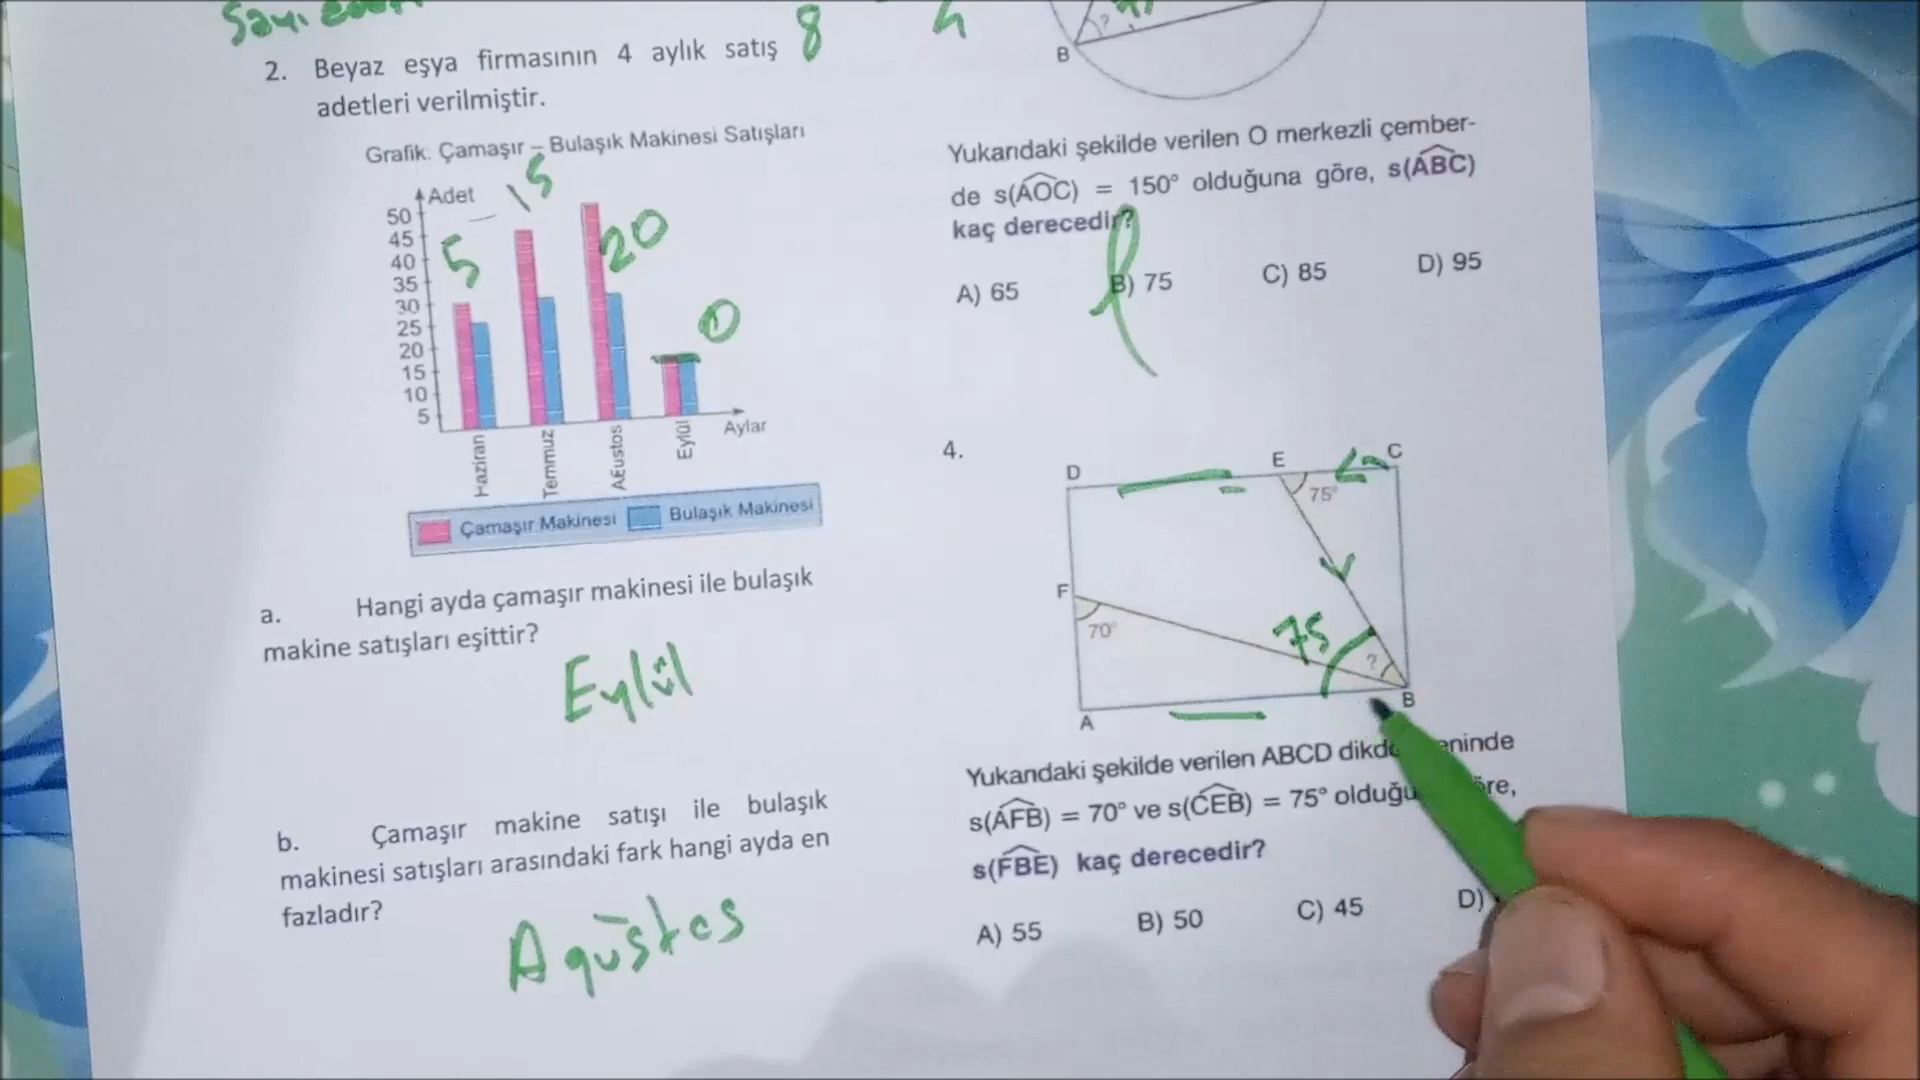 2. Beyaz eşya firmasının 4 aylık satış
adetleri verilmiştir.
8
Grafik: Çamaşır – Bulaşık Makinesi Satışları
Adet
50
45
40
35
30
25
20
15
10
5
5
15
20
0
Haziran
Temmuz
Ağustos
Eylül
Aylar
Çamaşır Makinesi
Bulaşık Makinesi
a. Hangi ayda çamaşır makinesi ile bulaşık
makine satışları eşittir?
Eylül
b. Çamaşır makine satışı ile bulaşık
makinesi satışları arasındaki fark hangi ayda en
fazladır?
Agustos
B
?
Yukarıdaki şekilde verilen O merkezli çember-
de s(AOC) = 150° olduğuna göre, s(ABC)
kaç derecedir?
A) 65
B) 75
C) 85
D) 95
4.
D
E
C
75°
F
70°
75
?
A
B
Yukarıdaki şekilde verilen ABCD
s(AFB) = 70° ve s(CEB) = 75°
s(FBE) kaç derecedir?
A) 55
B) 50
C) 45
D)